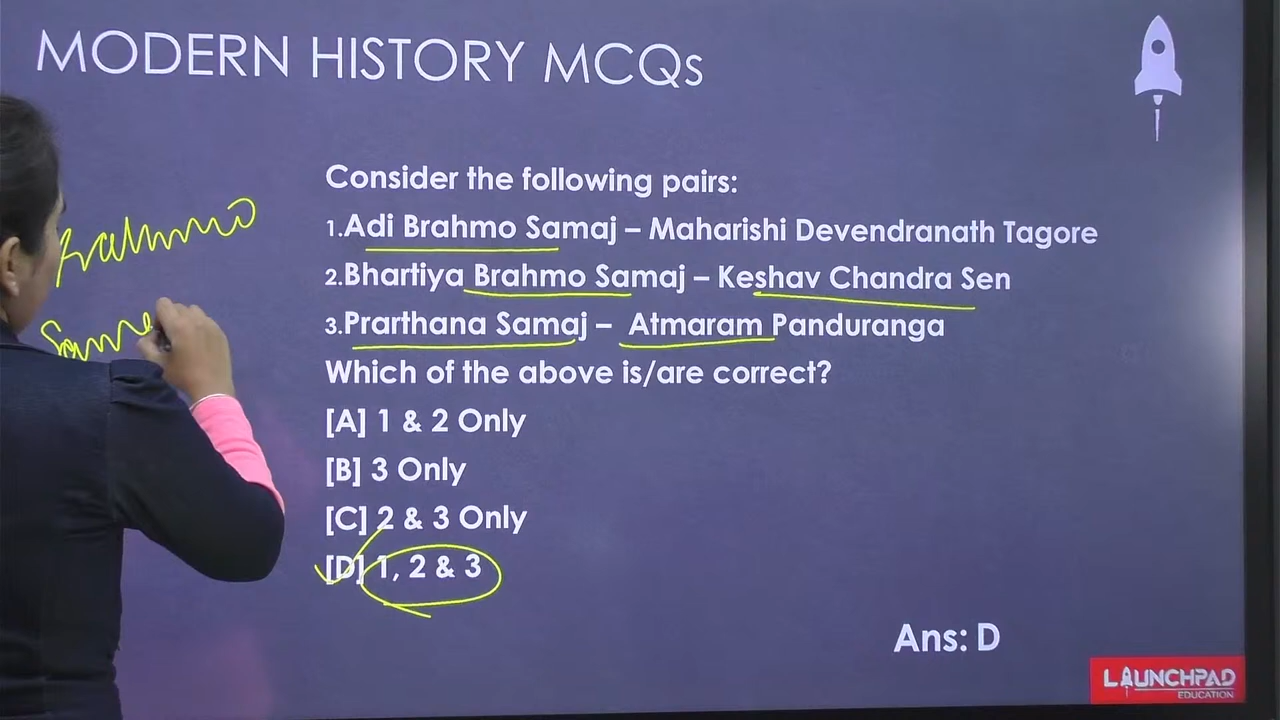 MODERN HISTORY MCQs
Consider the following pairs:
1.Adi Brahmo Samaj – Maharishi Devendranath Tagore
2.Bhartiya Brahmo Samaj – Keshav Chandra Sen
3.Prarthana Samaj – Atmaram Panduranga
Which of the above is/are correct?
[A] 1 & 2 Only
[B] 3 Only
[C] 2 & 3 Only
[D] 1, 2 & 3
Ans: D
LAUNCHPAD
EDUCATION